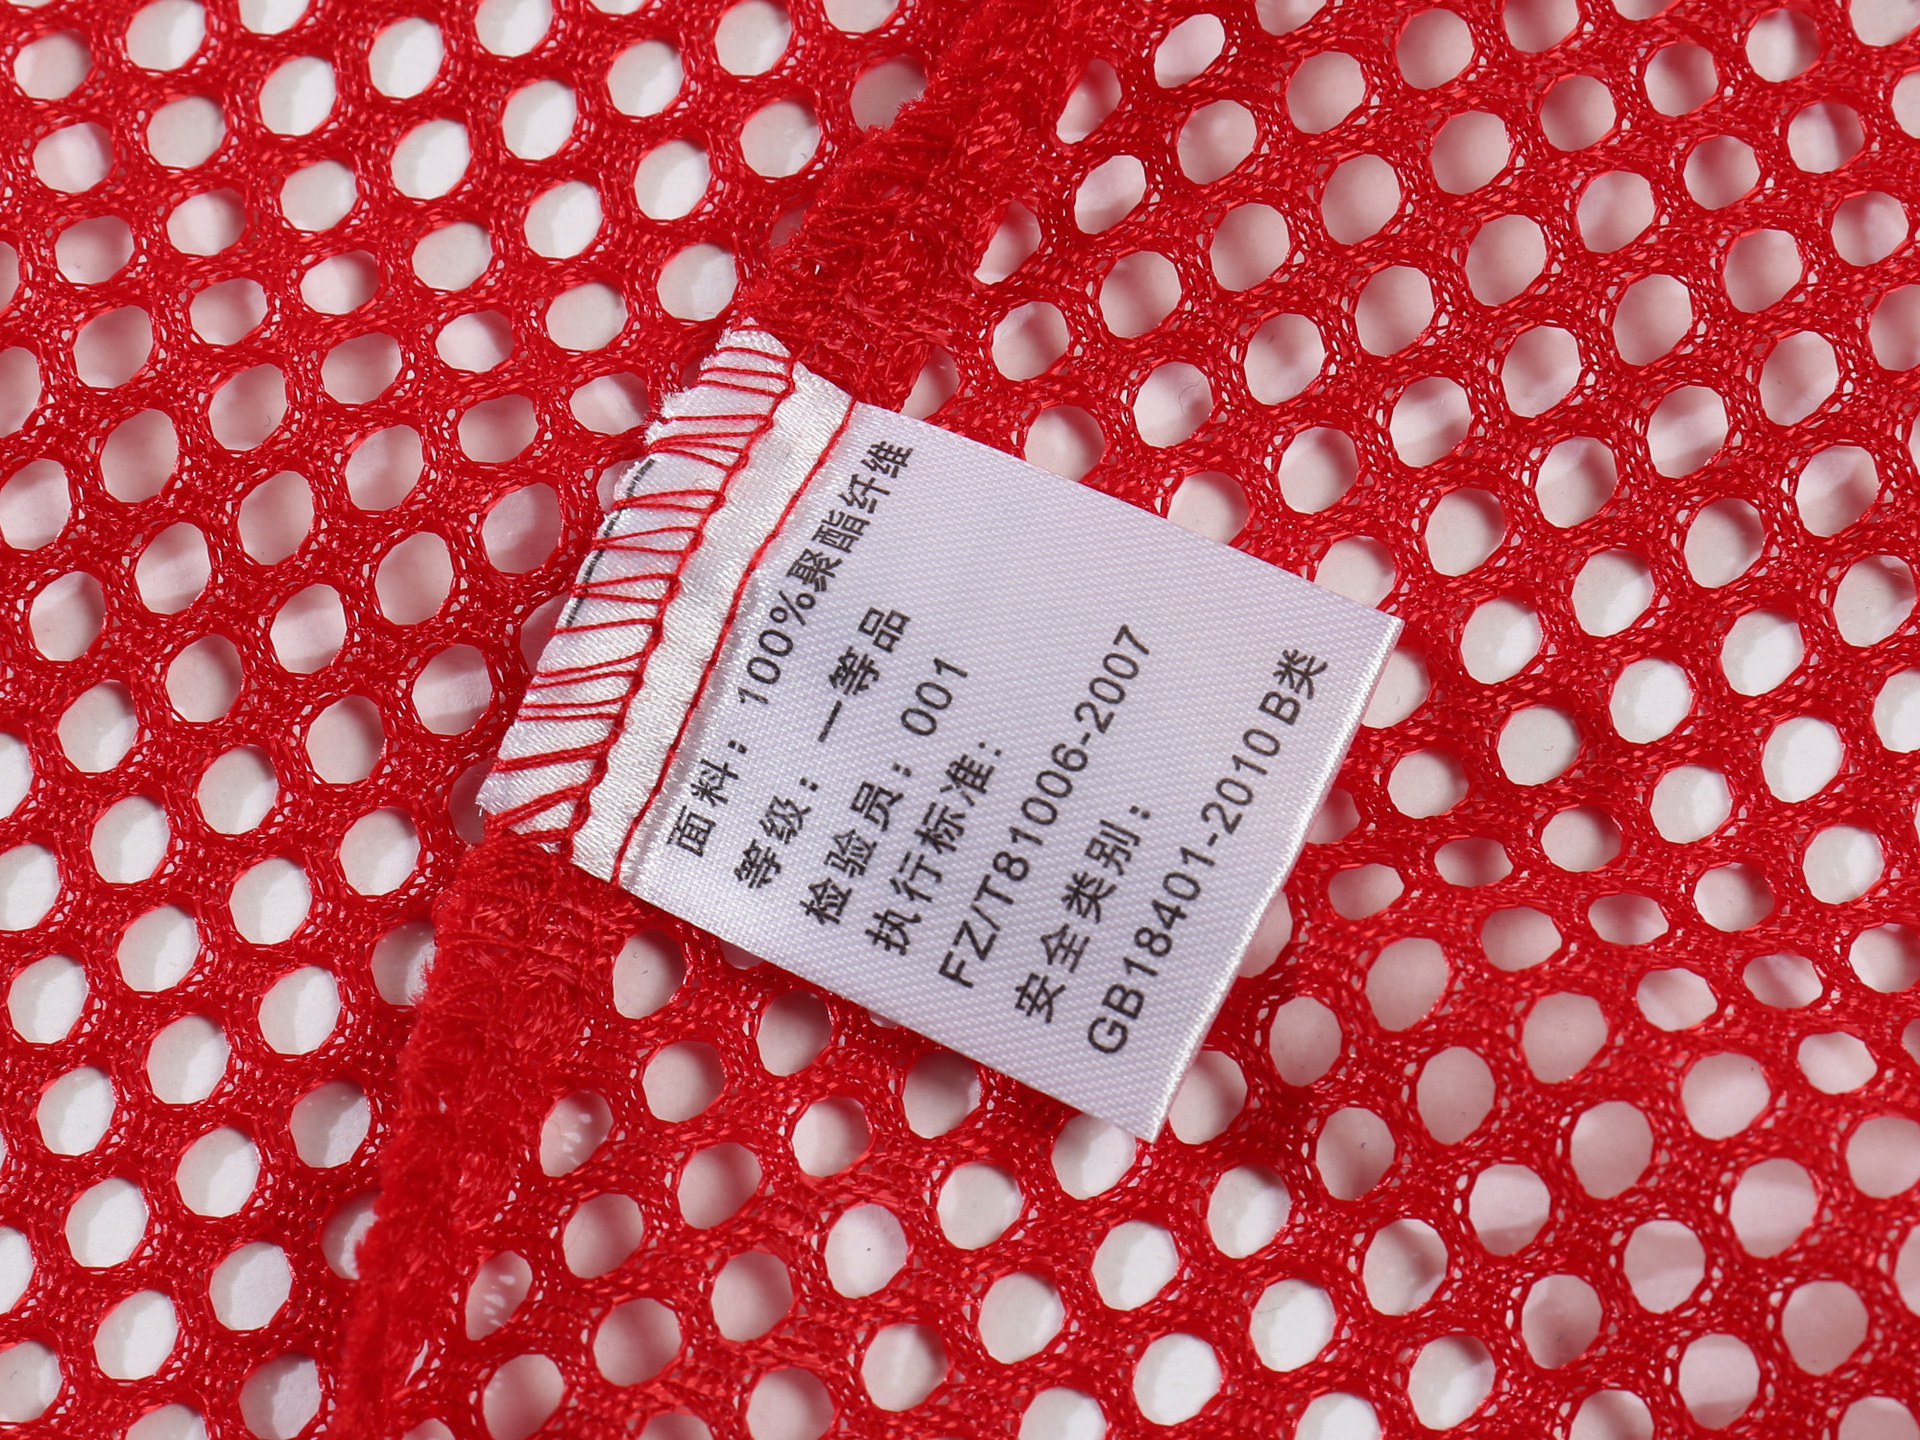 面料：100%聚酯纤维
等级：一等品
检验员：001
执行标准：
FZ/T81006-2007
安全类别：
GB18401-2010 B类